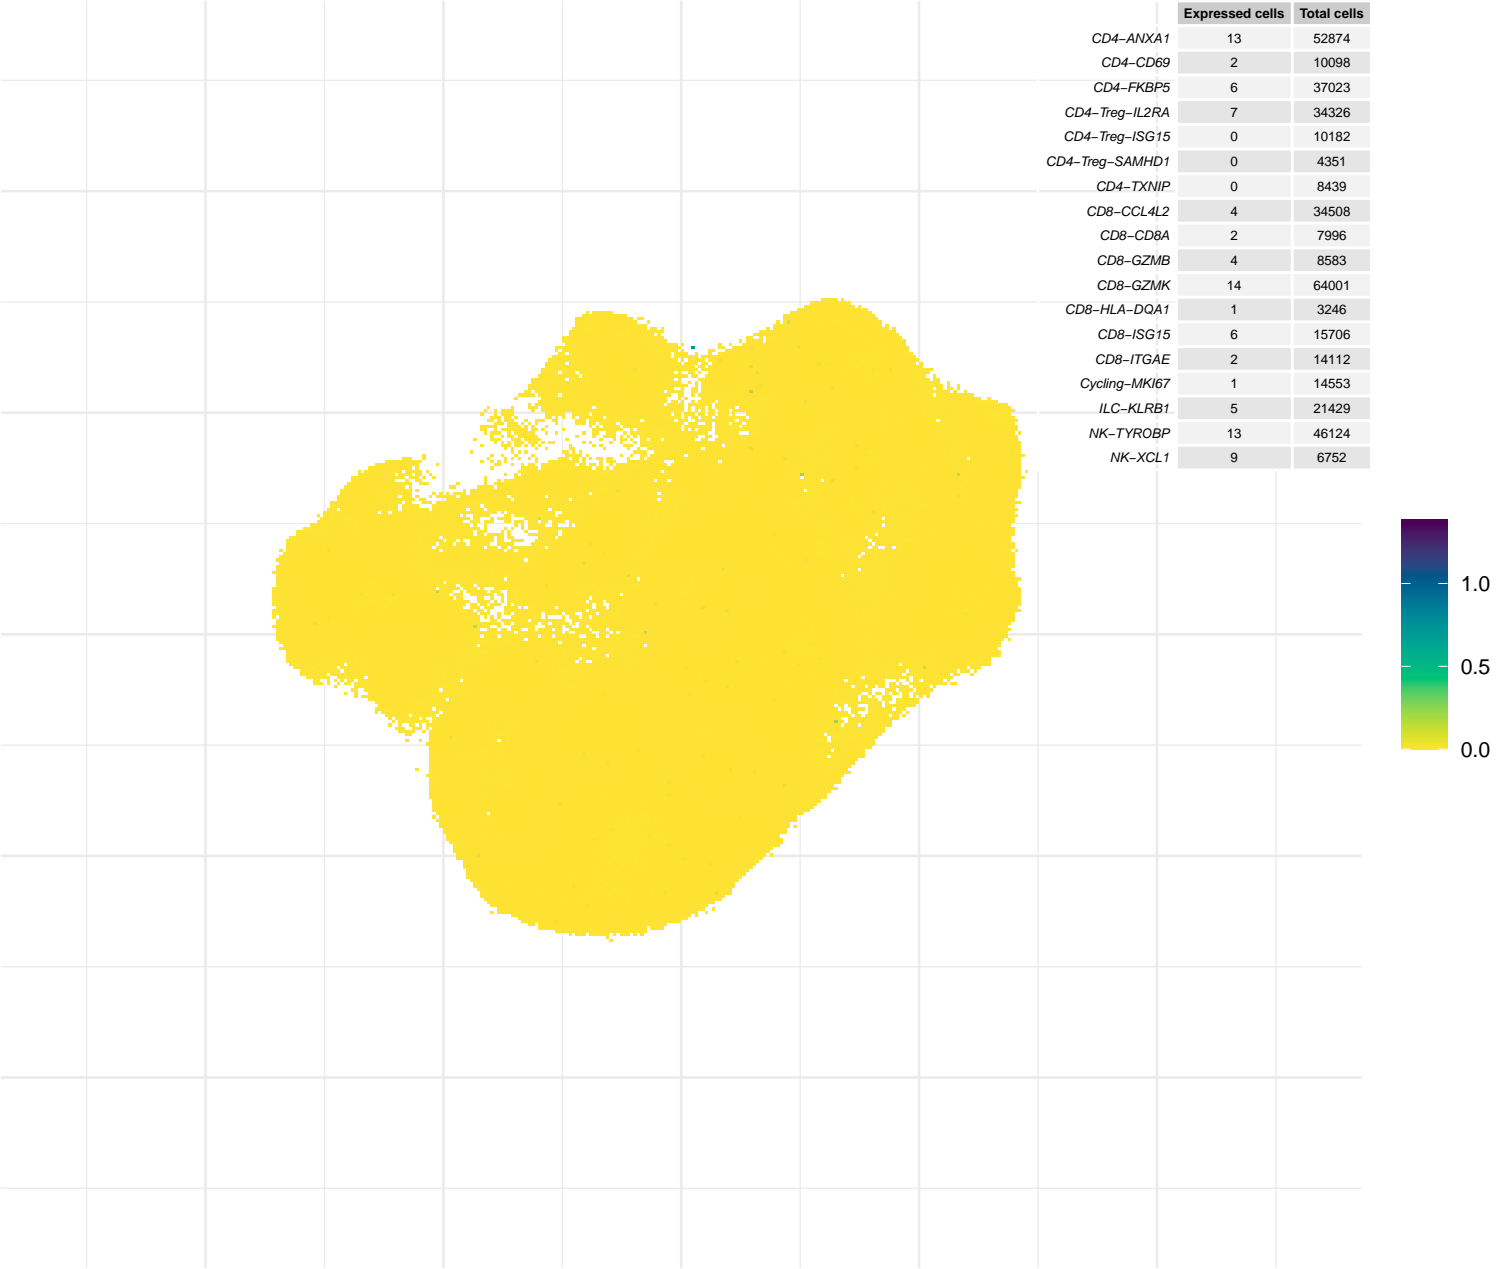 Expressed cells Total cells
CD4−ANXA1 13 52874
CD4−CD69 2 10098
CD4−FKBP5 6 37023
CD4−Treg−IL2RA 7 34326
CD4−Treg−ISG15 0 10182
CD4−Treg−SAMHD1 0 4351
CD4−TXNIP 0 8439
CD8−CCL4L2 4 34508
CD8−CD8A 2 7996
CD8−GZMB 4 8583
CD8−GZMK 14 64001
CD8−HLA−DQA1 1 3246
CD8−ISG15 6 15706
CD8−ITGAE 2 14112
Cycling−MKI67 1 14553
ILC−KLRB1 5 21429
NK−TYROBP 13 46124
NK−XCL1 9 6752
1.0
0.5
0.0